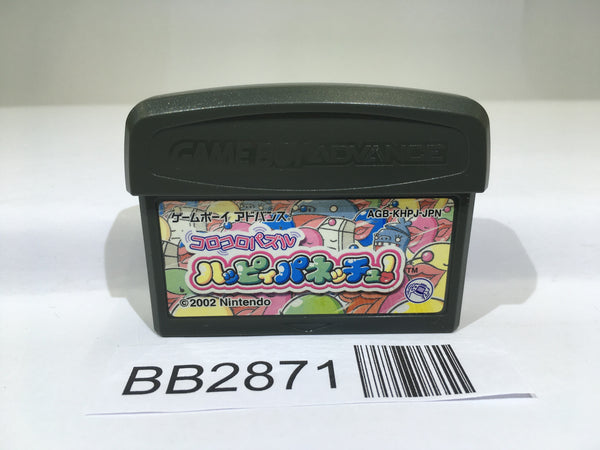 GAME BOY ADVANCE
ゲームボーイ アドバンス
AGB-KHPJ-JPN
コロコロパズル
ハッピィパネッチュ!
TM
©2002 Nintendo
BB2871